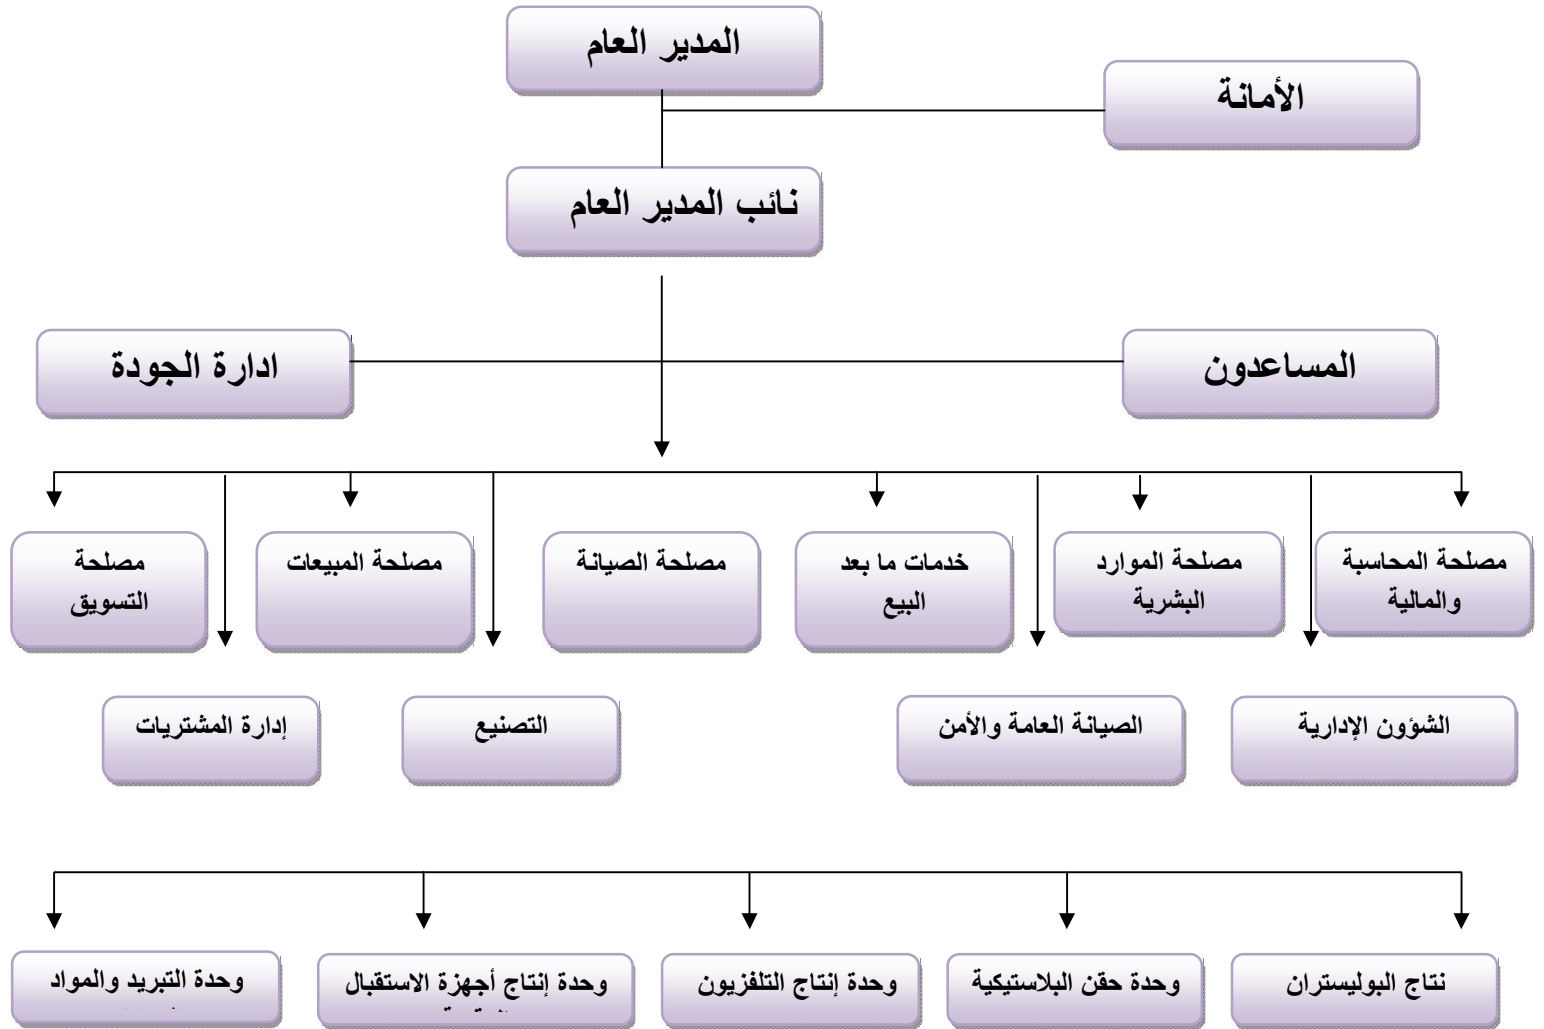 المدير العام
الأمانة
نائب المدير العام
المساعدون
ادارة الجودة
مصلحة المحاسبة
والمالية
مصلحة الموارد
البشرية
خدمات ما بعد
البيع
مصلحة الصيانة
مصلحة المبيعات
مصلحة
التسويق
الشؤون الإدارية
الصيانة العامة والأمن
التصنيع
إدارة المشتريات
نتاج البوليستران
وحدة حقن البلاستيكية
وحدة إنتاج التلفزيون
وحدة إنتاج أجهزة الاستقبال
وحدة التبريد والمواد